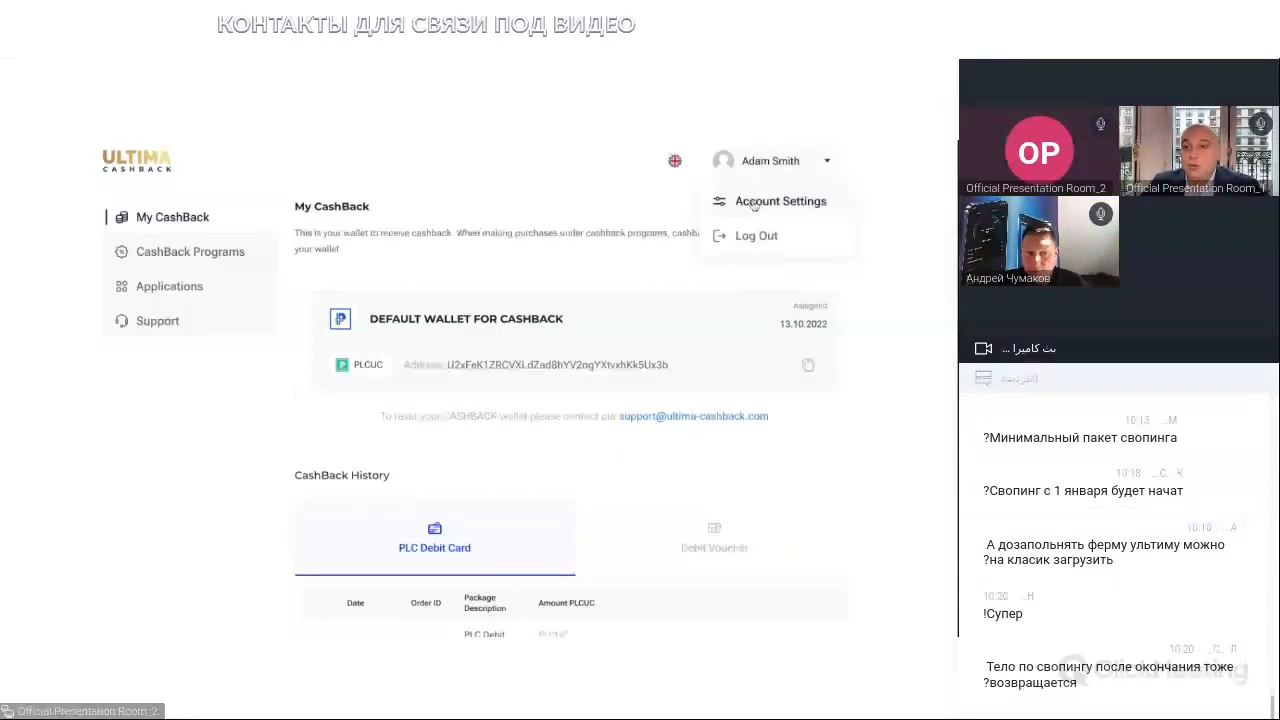 КОНТАКТЫ ДЛЯ СВЯЗИ ПОД ВИДЕО
ULTIMA
CASHBACK
Adam Smith
Account Settings
Log Out
My CashBack
CashBack Programs
Applications
Support
My CashBack
This is your wallet to receive cashback. When making purchases under cashback programs, cashba
your wallet.
DEFAULT WALLET FOR CASHBACK
Assigned
13.10.2022
PLCUC
Address:
To reset your CASHBACK wallet please contact our support@ultima-cashback.com
CashBack History
PLC Debit Card
Debit Voucher
Date
Order ID
Package
Description
Amount PLCUC
PLC Debit
OP
Official Presentation Room_2
Official Presentation Room_1
Андрей Чумаков
بث كاميرا ...
الدردشة
10:13 ...М
?Минимальный пакет свопинга
10:18 ...С... К
?Свопинг с 1 января будет начат
...А
А дозаполнять ферму ультиму можно
?на класик загрузить
10:20 ...Н
!Супер
10:20 ...С... Л
Тело по свопингу после окончания тоже
?возвращается
ClickMeeting
Official Presentation Room_2